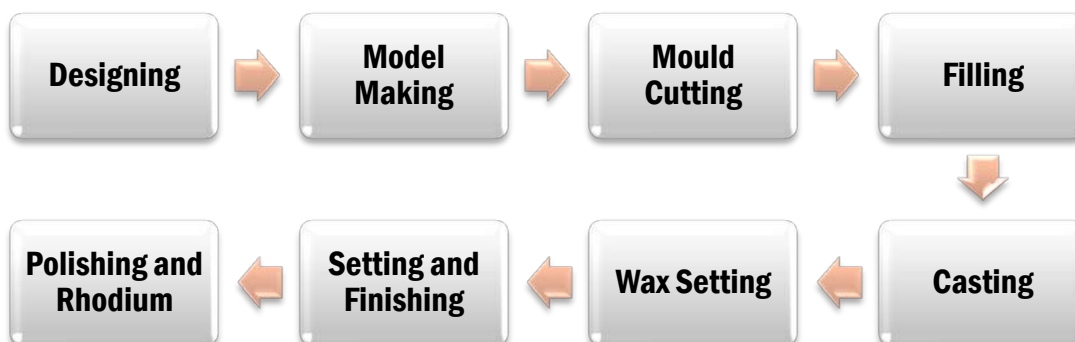 Designing
Model
Making
Mould
Cutting
Filling
Casting
Wax Setting
Setting and
Finishing
Polishing and
Rhodium